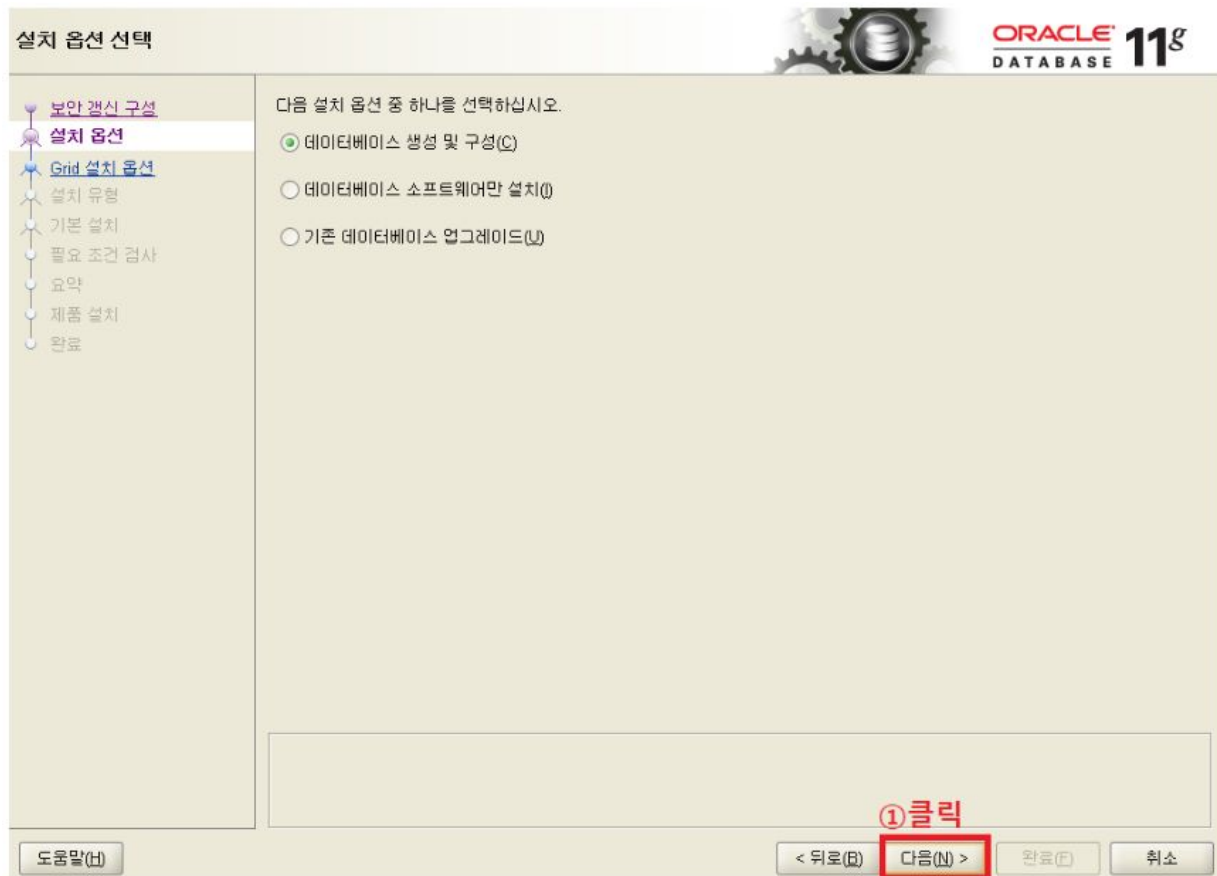 설치 옵션 선택
ORACLE
DATABASE
11g
보안 갱신 구성
설치 옵션
Grid 설치 옵션
설치 유형
기본 설치
필요 조건 검사
요약
제품 설치
완료
다음 설치 옵션 중 하나를 선택하십시오.
데이터베이스 생성 및 구성(C)
데이터베이스 소프트웨어만 설치(I)
기존 데이터베이스 업그레이드(U)
①클릭
도움말(H)
< 뒤로(B)
다음(N) >
완료(F)
취소